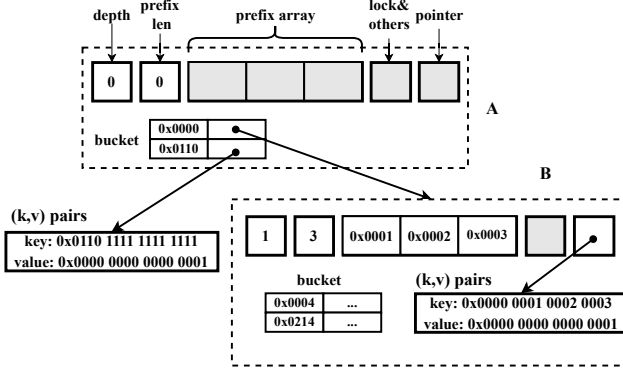 depth
prefix
len
prefix array
lock&
others
pointer
0
0
A
bucket
0x0000
0x0110
B
(k,v) pairs
key: 0x0110 1111 1111 1111
value: 0x0000 0000 0000 0001
1
3
0x0001
0x0002
0x0003
bucket
0x0004
...
0x0214
...
(k,v) pairs
key: 0x0000 0001 0002 0003
value: 0x0000 0000 0000 0001